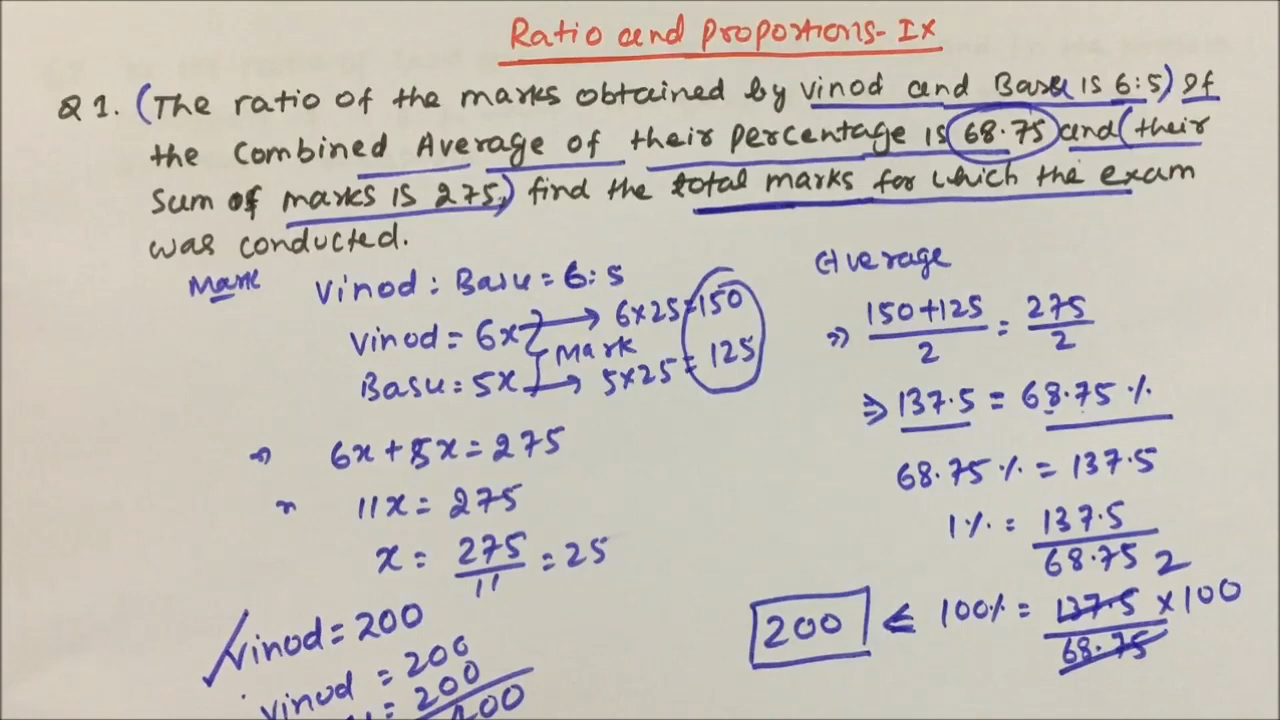 Ratio and Proportions-IX
Q1. (The ratio of the marks obtained by Vinod and Basu is 6:5) If
the combined Average of their percentage is 68.75 and (their
sum of marks is 275,) find the total marks for which the exam
was conducted.
Mark
Vinod : Basu = 6:5
Vinod = 6x → 6x25=150
Mark
Basu = 5x → 5x25 = 125
⇒ 6x + 5x = 275
11x = 275
x = 275/11 = 25
Vinod = 200
Vinod = 200
= 200
400
Average
⇒ 150+125/2 = 275/2
⇒ 137.5 = 68.75 %
68.75 % = 137.5
1% = 137.5/68.75
2
200 ⇐ 100% = 137.5/68.75 x 100